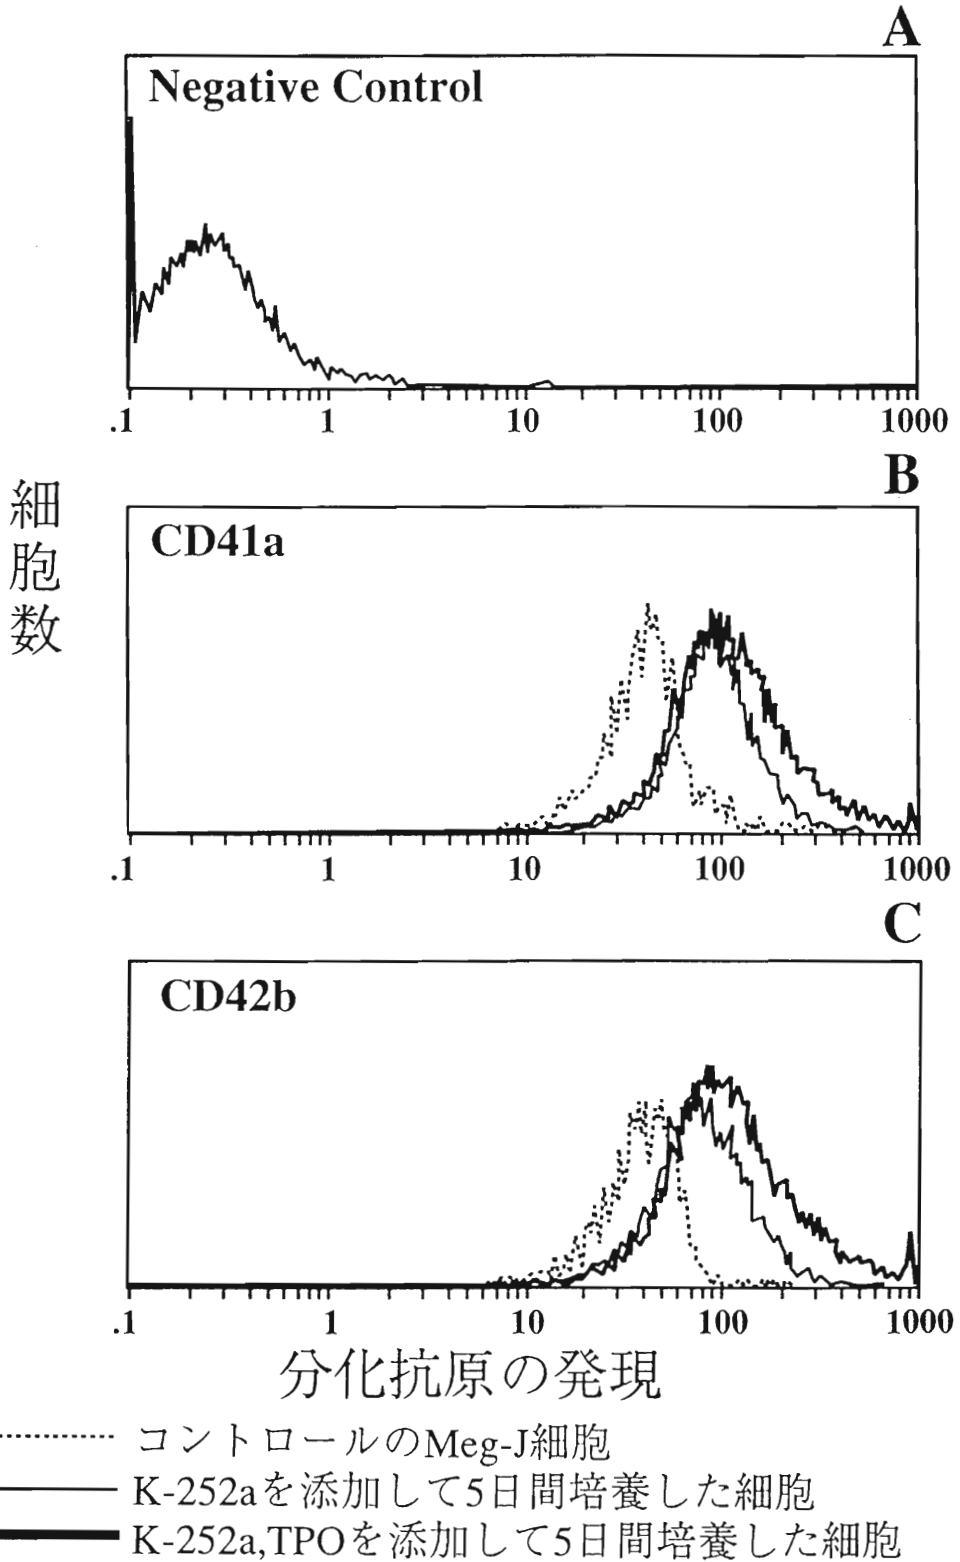 A
Negative Control
.1 1 10 100 1000
B
CD41a
.1 1 10 100 1000
C
CD42b
.1 1 10 100 1000
細胞数
分化抗原の発現
コントロールのMeg-J細胞
K-252aを添加して5日間培養した細胞
K-252a,TPOを添加して5日間培養した細胞